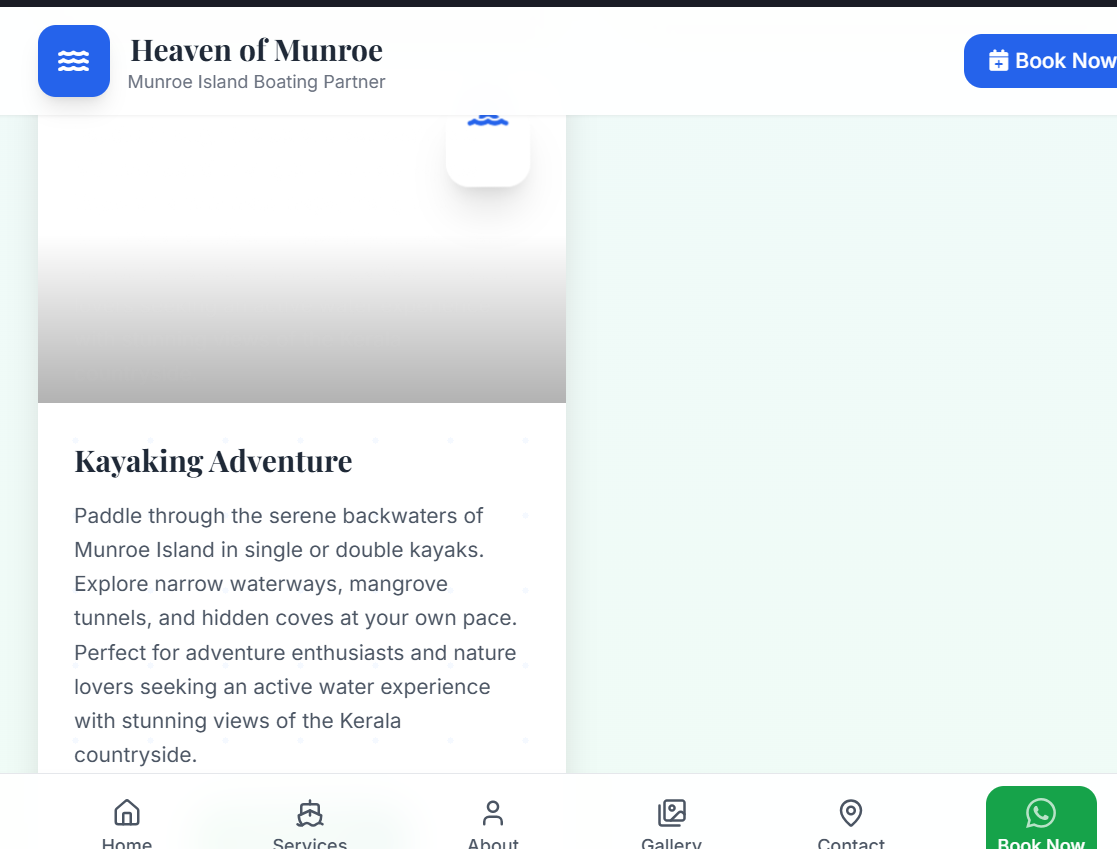 Heaven of Munroe
Munroe Island Boating Partner
Book Now
Kayaking Adventure
Paddle through the serene backwaters of
Munroe Island in single or double kayaks.
Explore narrow waterways, mangrove
tunnels, and hidden coves at your own pace.
Perfect for adventure enthusiasts and nature
lovers seeking an active water experience
with stunning views of the Kerala
countryside.
Home
Services
About
Gallery
Contact
Book Now